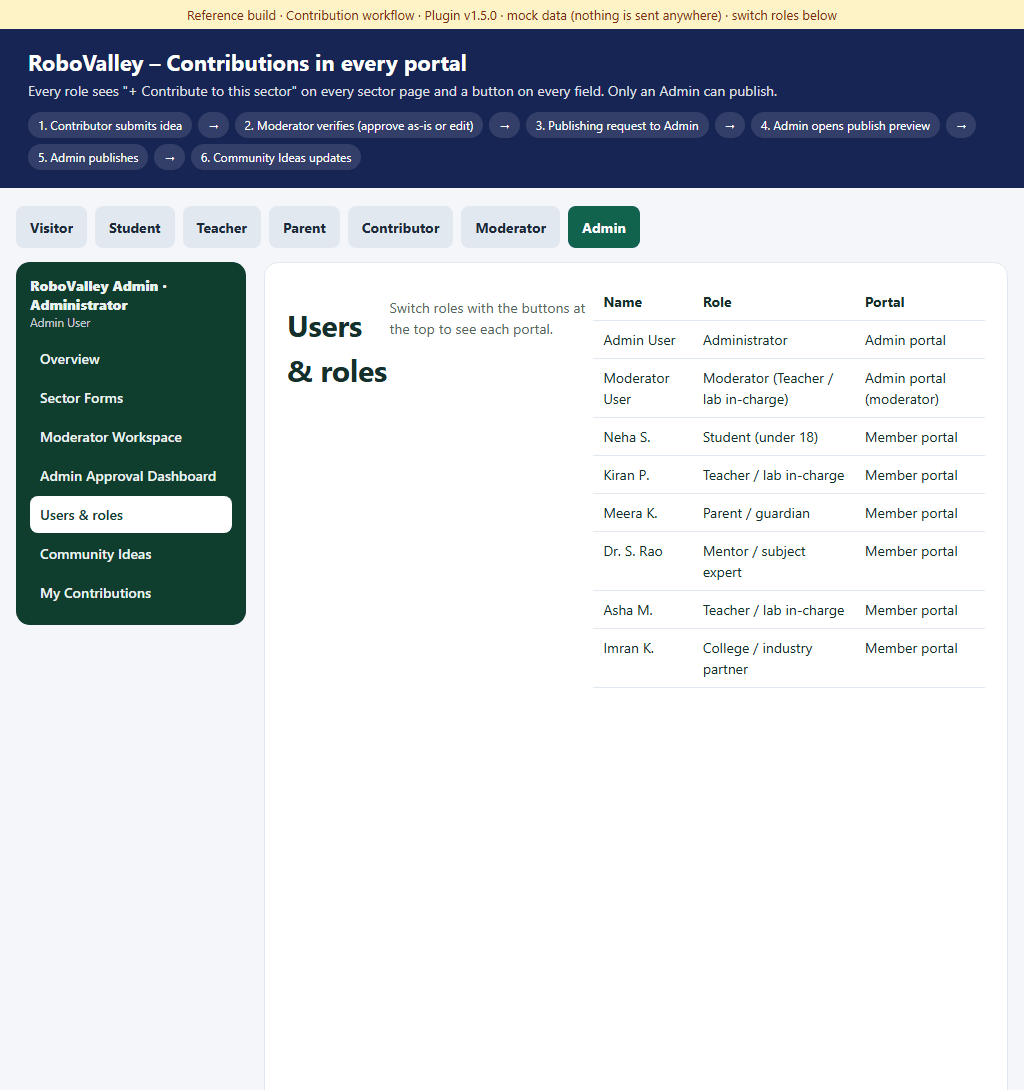 Reference build · Contribution workflow · Plugin v1.5.0 · mock data (nothing is sent anywhere) · switch roles below
RoboValley – Contributions in every portal
Every role sees "+ Contribute to this sector" on every sector page and a button on every field. Only an Admin can publish.
1. Contributor submits idea → 2. Moderator verifies (approve as-is or edit) → 3. Publishing request to Admin → 4. Admin opens publish preview →
5. Admin publishes → 6. Community Ideas updates
Visitor Student Teacher Parent Contributor Moderator Admin
RoboValley Admin ·
Administrator
Admin User
Overview
Sector Forms
Moderator Workspace
Admin Approval Dashboard
Users & roles
Community Ideas
My Contributions
Users
& roles
Switch roles with the buttons at
the top to see each portal.
Name Role Portal
Admin User Administrator Admin portal
Moderator Moderator (Teacher / Admin portal
User lab in-charge) (moderator)
Neha S. Student (under 18) Member portal
Kiran P. Teacher / lab in-charge Member portal
Meera K. Parent / guardian Member portal
Dr. S. Rao Mentor / subject Member portal
expert
Asha M. Teacher / lab in-charge Member portal
Imran K. College / industry Member portal
partner